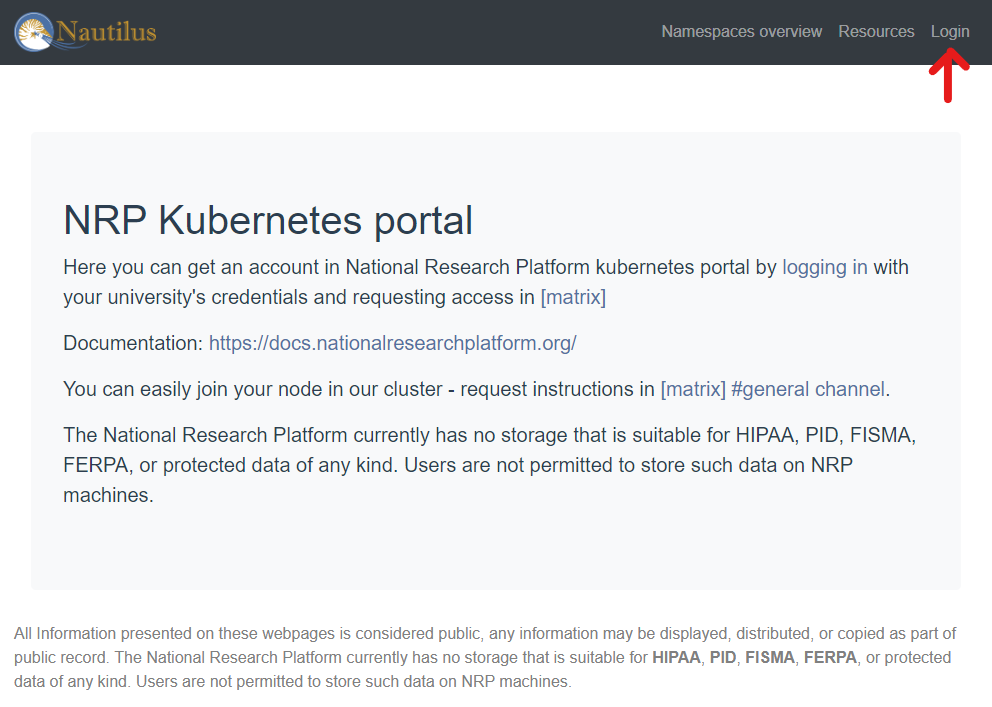 Nautilus
Namespaces overview Resources Login
NRP Kubernetes portal
Here you can get an account in National Research Platform kubernetes portal by logging in with
your university's credentials and requesting access in [matrix]
Documentation: https://docs.nationalresearchplatform.org/
You can easily join your node in our cluster - request instructions in [matrix] #general channel.
The National Research Platform currently has no storage that is suitable for HIPAA, PID, FISMA,
FERPA, or protected data of any kind. Users are not permitted to store such data on NRP
machines.
All Information presented on these webpages is considered public, any information may be displayed, distributed, or copied as part of
public record. The National Research Platform currently has no storage that is suitable for HIPAA, PID, FISMA, FERPA, or protected
data of any kind. Users are not permitted to store such data on NRP machines.